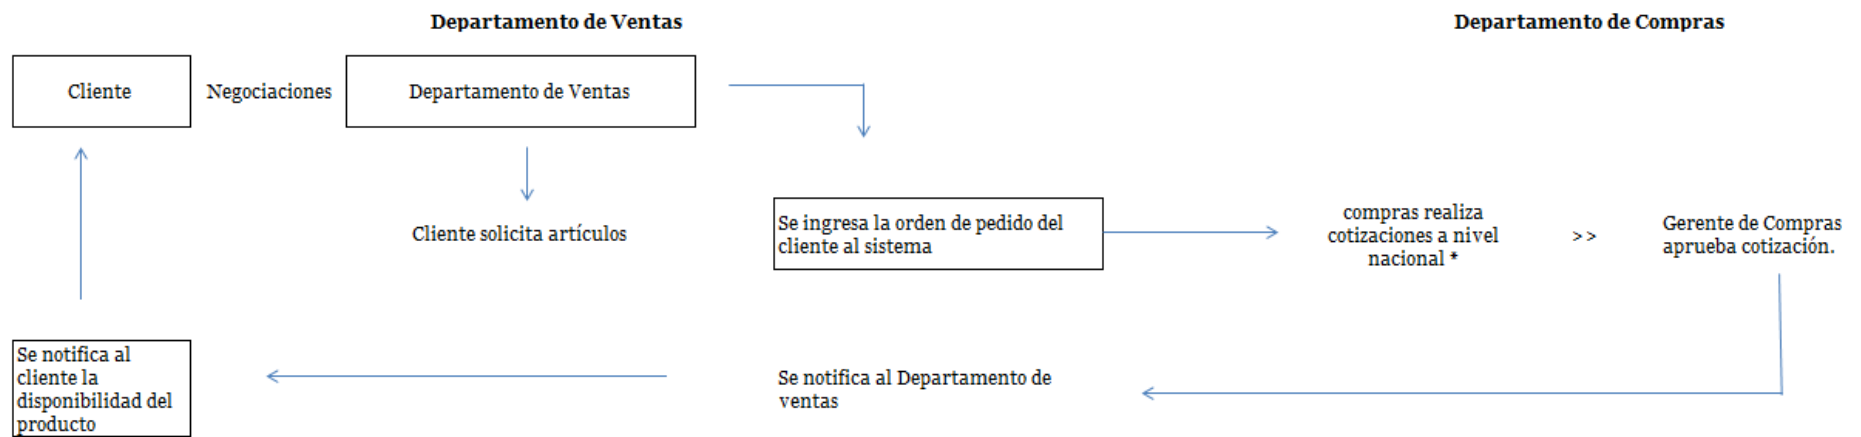 Departamento de Ventas
Departamento de Compras
Cliente
Negociaciones
Departamento de Ventas
Cliente solicita artículos
Se ingresa la orden de pedido del
cliente al sistema
compras realiza
cotizaciones a nivel
nacional *
>>
Gerente de Compras
aprueba cotización.
Se notifica al Departamento de
ventas
Se notifica al
cliente la
disponibilidad del
producto